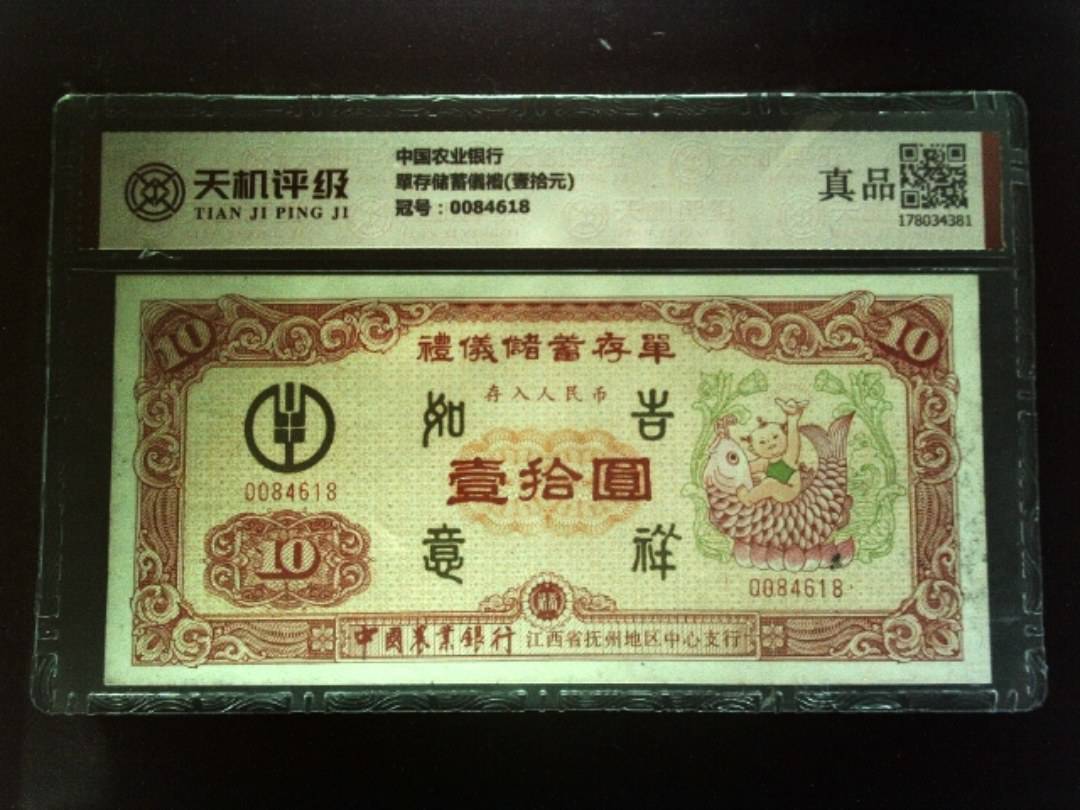 天机评级
TIAN JI PING JI
中国农业银行
單存储蓄儀禮(壹拾元)
冠号：0084618
真品
178034381
10
10
禮儀儲蓄存單
存入人民币
如 吉
壹拾圓
意 祥
0084618
10
0084618
中國農業銀行 江西省抚州地区中心支行